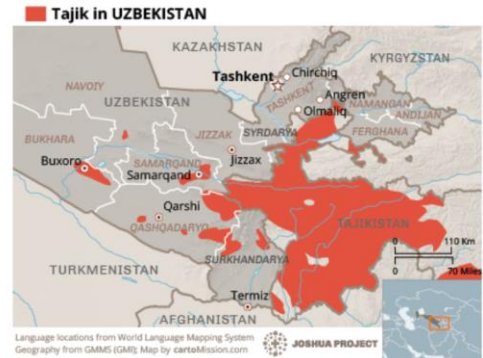 Tajik in UZBEKISTAN
KAZAKHSTAN
KYRGYZSTAN
Tashkent
Chirchiq
TASHKENT
Angren
NAMANGAN
NAVOIY
UZBEKISTAN
Olmaliq
ANDIJAN
BUKHARA
JIZZAK
SYRDARYA
FERGHANA
Buxoro
SAMARQAND
Jizzax
Samarqand
Qarshi
QASHQADARYO
TAJIKISTAN
SURKHANDARYA
0 110 Km
0 70 Miles
TURKMENISTAN
Termiz
AFGHANISTAN
Language locations from World Language Mapping System
Geography from GMMS (GMI); Map by cartoMission.com
JOSHUA PROJECT